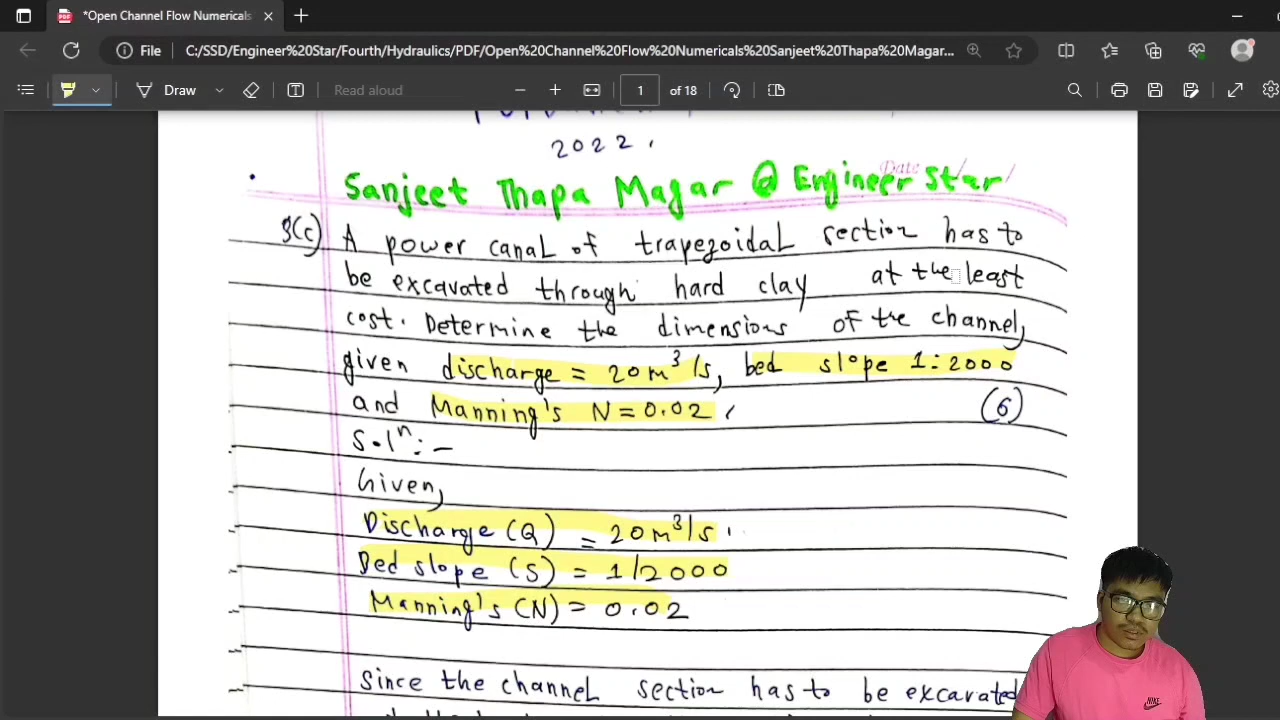 *Open Channel Flow Numericals
File C:/SSD/Engineer%20Star/Fourth/Hydraulics/PDF/Open%20Channel%20Flow%20Numericals%20Sanjeet%20Thapa%20Magar...
Draw Read aloud 1 of 18
2022.
Date
Sanjeet Thapa Magar @ Engineer Star
3(c) A power canal of trapezoidal section has to
be excavated through hard clay at the least
cost. Determine the dimensions of the channel,
given discharge = 20m³/s, bed slope 1:2000
and Manning's N=0.02. (6)
Solⁿ:-
Given,
Discharge (Q) = 20m³/s.
Bed slope (S) = 1/2000
Manning's (N) = 0.02
Since the channel section has to be excavated